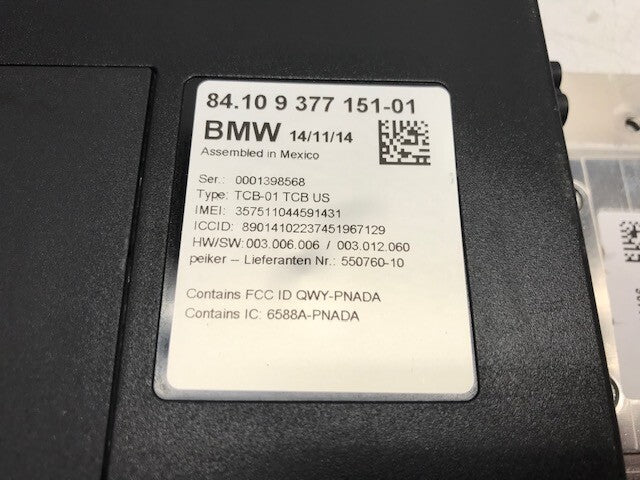 84.10 9 377 151-01
BMW 14/11/14
Assembled in Mexico
Ser.: 0001398568
Type: TCB-01 TCB US
IMEI: 357511044591431
ICCID: 89014102237451967129
HW/SW: 003.006.006 / 003.012.060
peiker – Lieferanten Nr.: 550760-10
Contains FCC ID QWY-PNADA
Contains IC: 6588A-PNADA